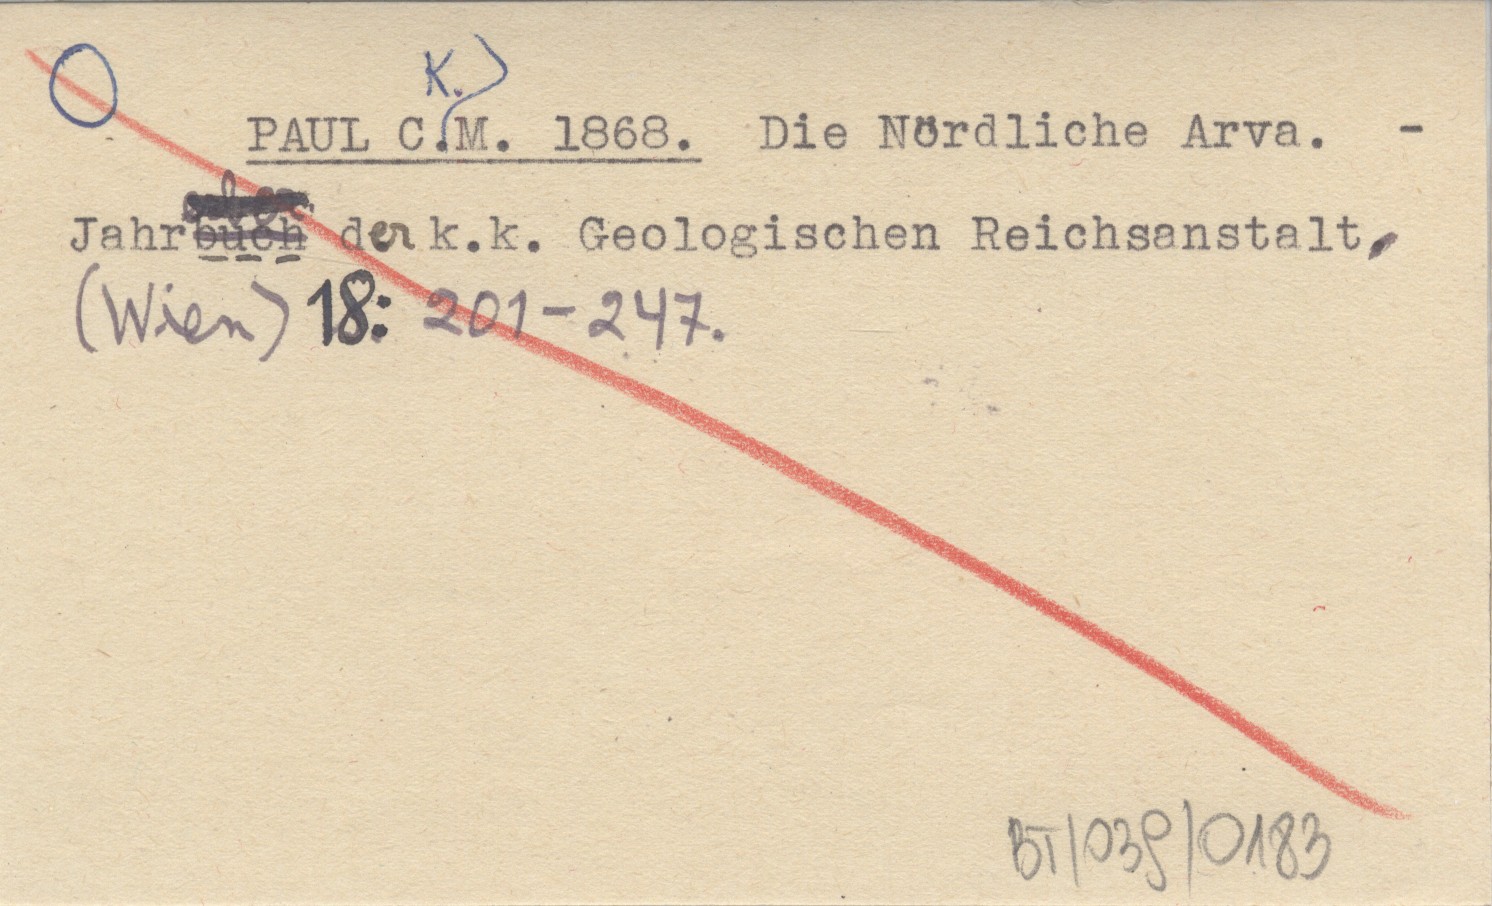 K.
PAUL C.M. 1868. Die Nördliche Arva. -
Jahrbuch der k.k. Geologischen Reichsanstalt,
(Wien) 18: 201-247.
BT/039/0183